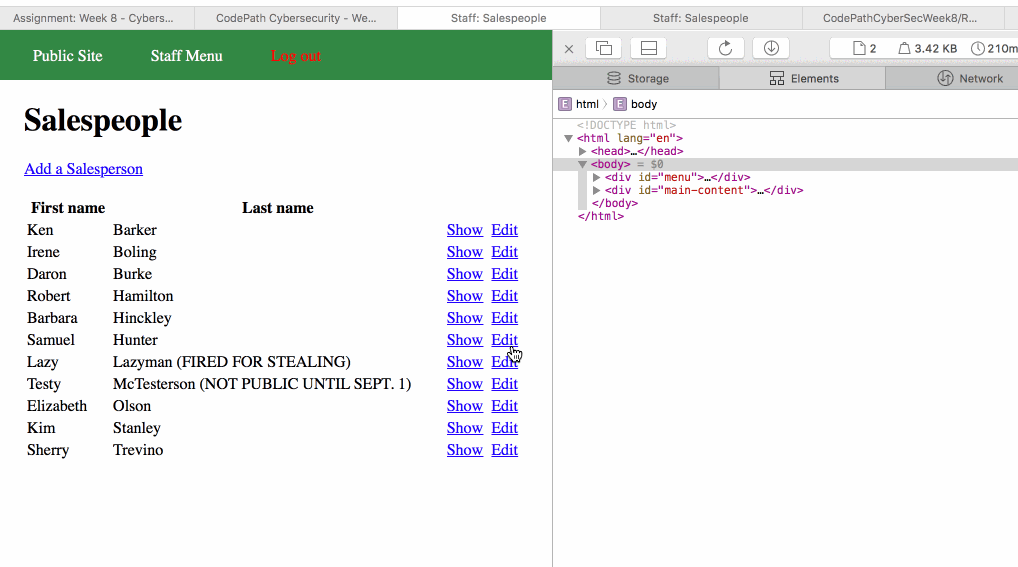 Assignment: Week 8 - Cybers...
CodePath Cybersecurity - We...
Staff: Salespeople
Staff: Salespeople
CodePathCyberSecWeek8/R...
Public Site
Staff Menu
Log out
2
3.42 KB
210m
Storage
Elements
Network
E html
E body
Salespeople
Add a Salesperson
First name Last name
Ken Barker Show Edit
Irene Boling Show Edit
Daron Burke Show Edit
Robert Hamilton Show Edit
Barbara Hinckley Show Edit
Samuel Hunter Show Edit
Lazy Lazyman (FIRED FOR STEALING) Show Edit
Testy McTesterson (NOT PUBLIC UNTIL SEPT. 1) Show Edit
Elizabeth Olson Show Edit
Kim Stanley Show Edit
Sherry Trevino Show Edit
<!DOCTYPE html>
<html lang="en">
<head>…</head>
<body> = $0
<div id="menu">…</div>
<div id="main-content">…</div>
</body>
</html>